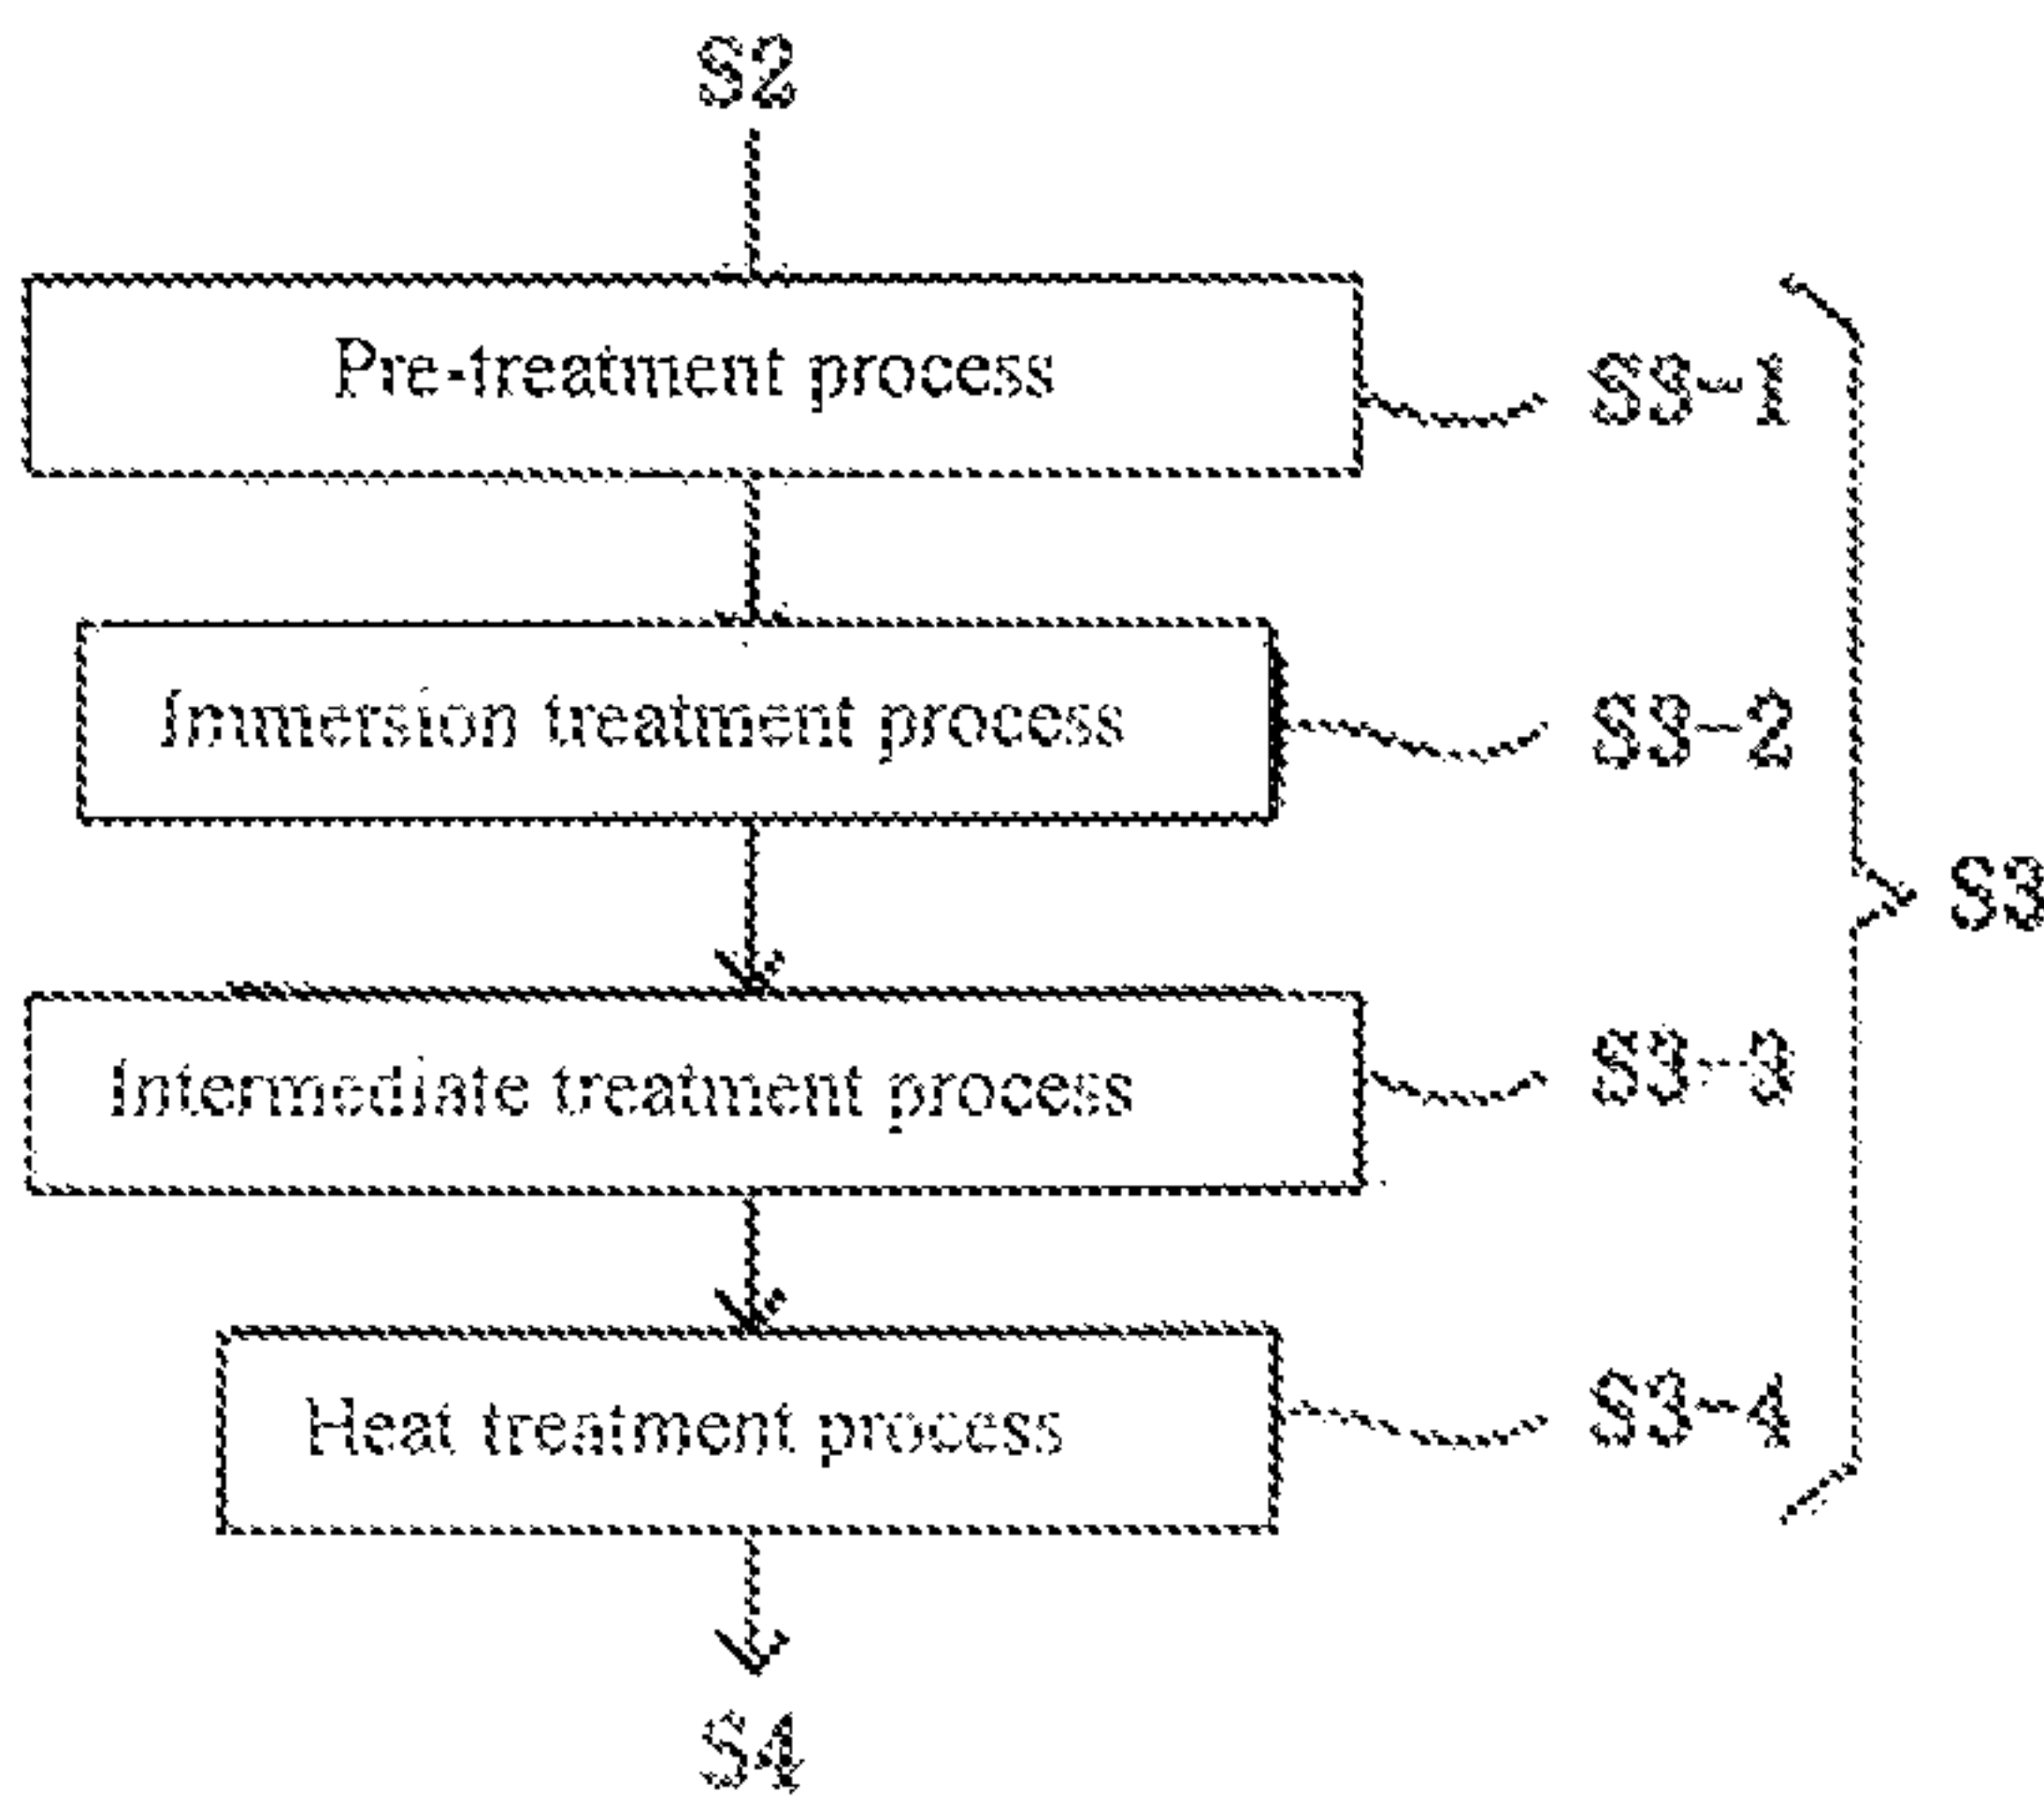 S2
Pre-treatment process
S3-1
Immersion treatment process
S3-2
S3
Intermediate treatment process
S3-3
Heat treatment process
S3-4
S4